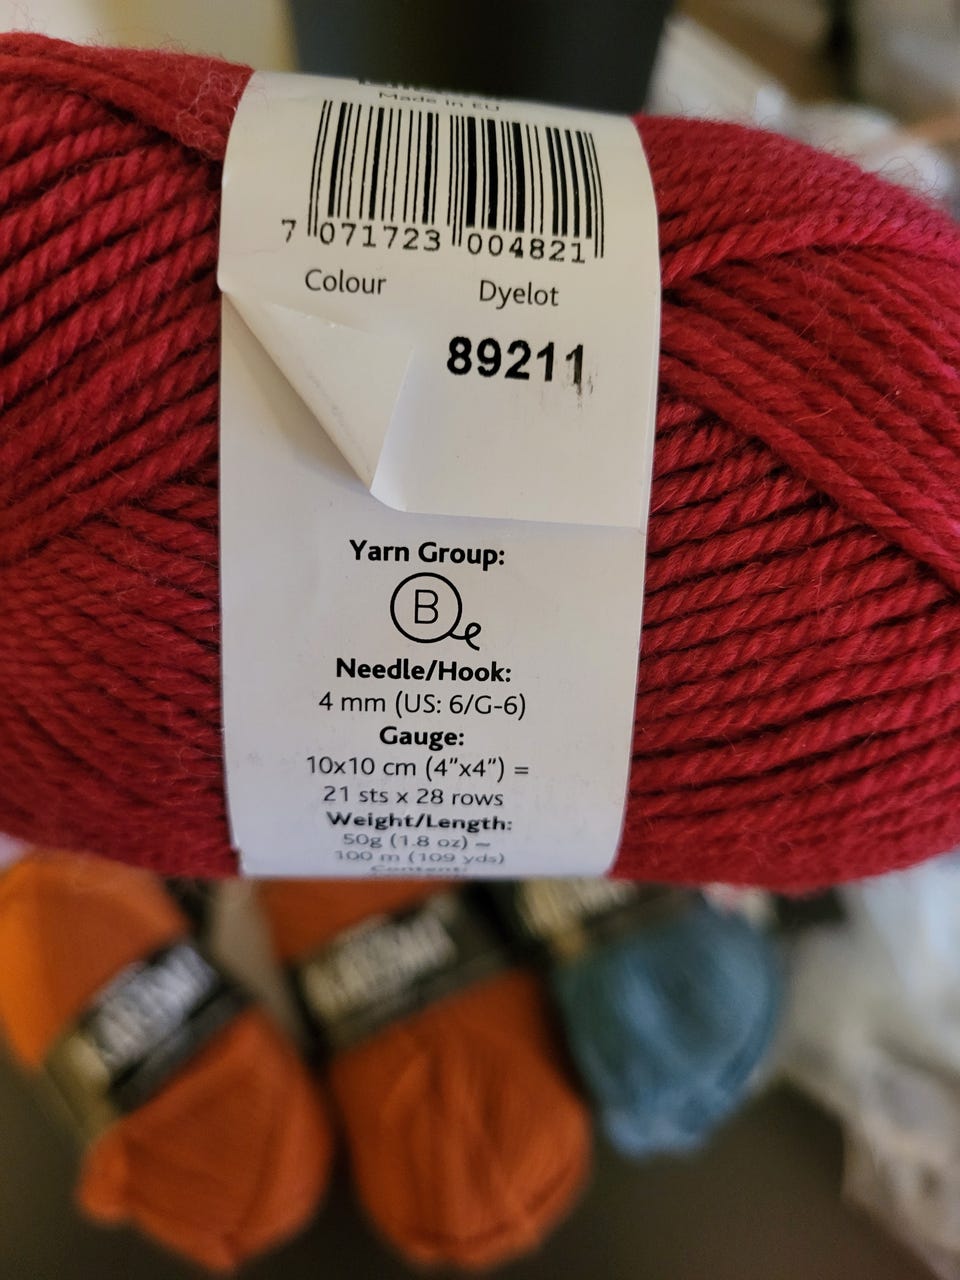 Made in EU
7 071723 004821
Colour Dyelot
89211
Yarn Group:
B
Needle/Hook:
4 mm (US: 6/G-6)
Gauge:
10x10 cm (4”x4”) =
21 sts x 28 rows
Weight/Length:
50g (1.8 oz) ~
100 m (109 yds)
Content: